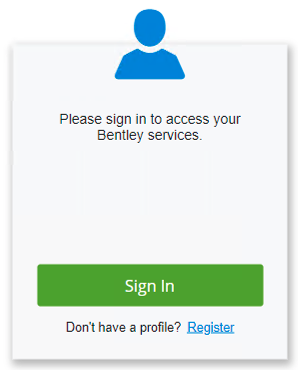 Please sign in to access your
Bentley services.
Sign In
Don't have a profile? Register